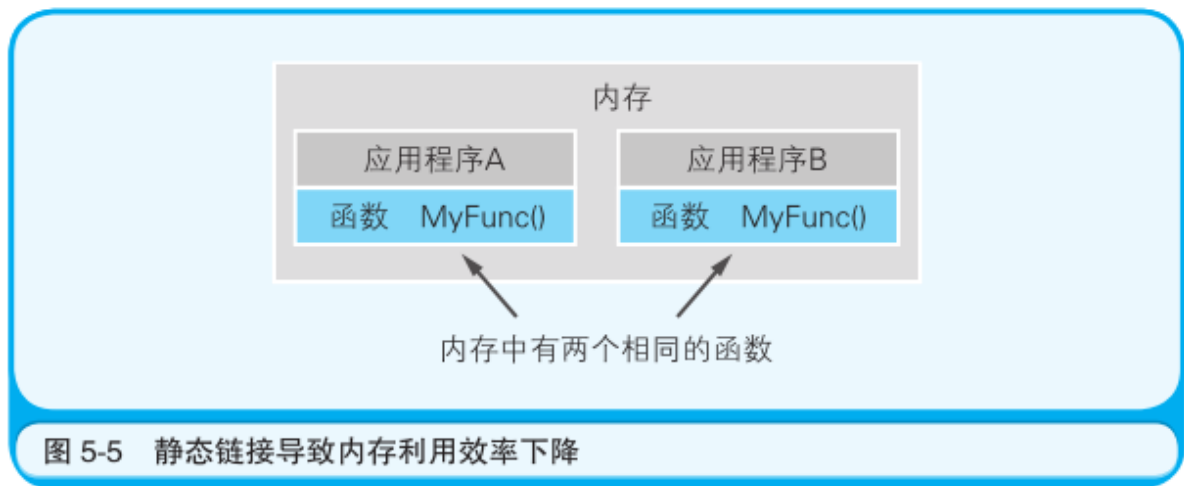 内存
应用程序A
应用程序B
函数 MyFunc()
函数 MyFunc()
内存中有两个相同的函数
图 5-5 静态链接导致内存利用效率下降